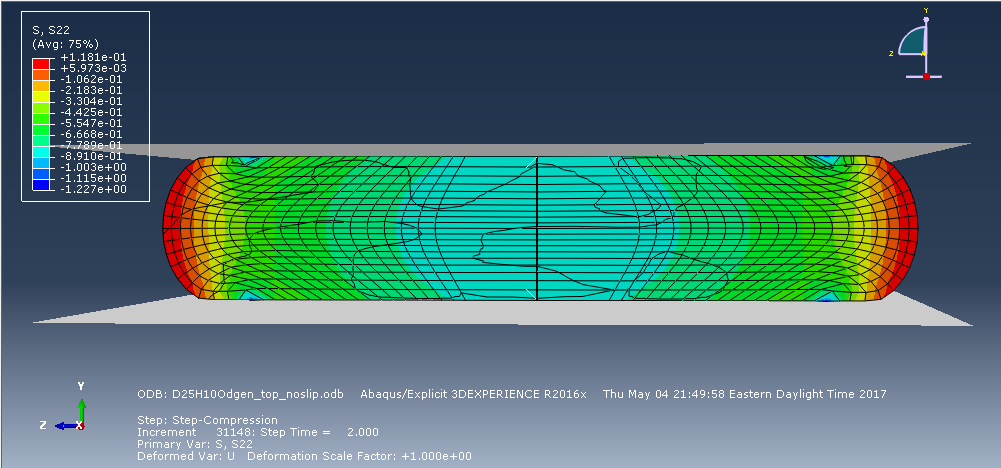 S, S22
(Avg: 75%)
+1.181e-01
+5.973e-03
-1.062e-01
-2.183e-01
-3.304e-01
-4.425e-01
-5.547e-01
-6.668e-01
-7.789e-01
-8.910e-01
-1.003e+00
-1.115e+00
-1.227e+00
Y
Z
Y
Z
X
ODB: D25H10Odgen_top_noslip.odb Abaqus/Explicit 3DEXPERIENCE R2016x Thu May 04 21:49:58 Eastern Daylight Time 2017
Step: Step-Compression
Increment 31148: Step Time = 2.000
Primary Var: S, S22
Deformed Var: U Deformation Scale Factor: +1.000e+00